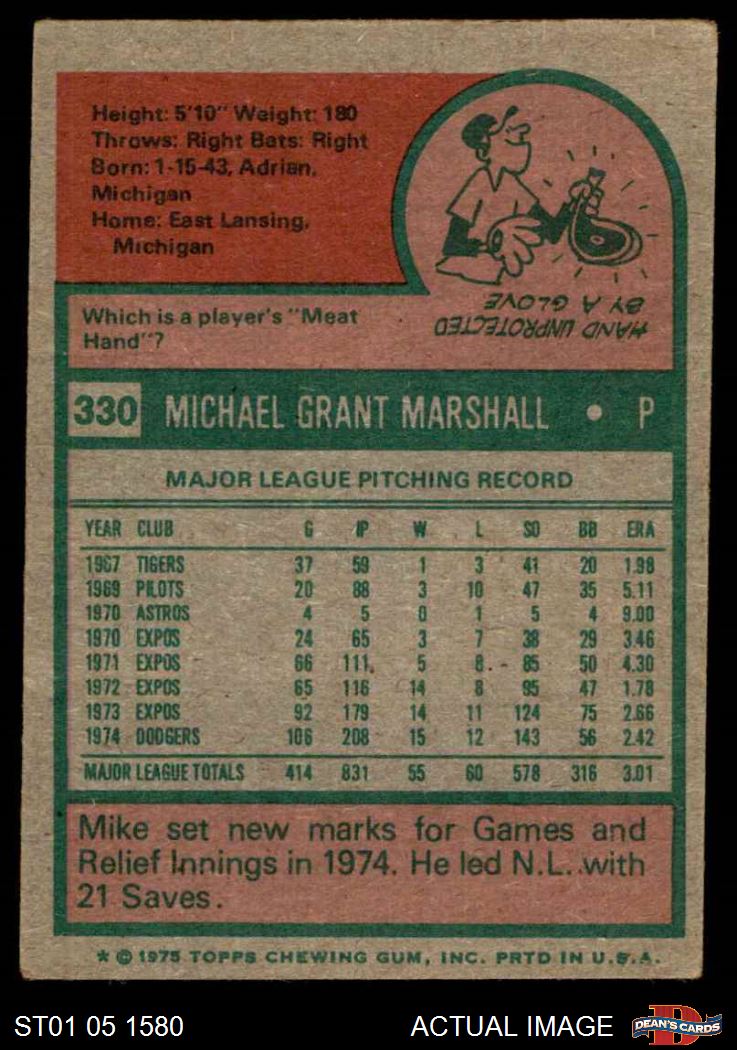 Height: 5'10" Weight: 180
Throws: Right Bats: Right
Born: 1-15-43, Adrian,
Michigan
Home: East Lansing,
Michigan
Which is a player's "Meat
Hand"?
HAND UNPROTECTED
BY A GLOVE
330 MICHAEL GRANT MARSHALL • P
MAJOR LEAGUE PITCHING RECORD
YEAR CLUB G IP W L SO BB ERA
1967 TIGERS 37 59 1 3 41 20 1.98
1969 PILOTS 20 88 3 10 47 35 5.11
1970 ASTROS 4 5 0 1 5 4 9.00
1970 EXPOS 24 65 3 7 38 29 3.46
1971 EXPOS 66 111 5 8 85 50 4.30
1972 EXPOS 65 116 14 8 95 47 1.78
1973 EXPOS 92 179 14 11 124 75 2.66
1974 DODGERS 106 208 15 12 143 56 2.42
MAJOR LEAGUE TOTALS 414 831 55 60 578 316 3.01
Mike set new marks for Games and
Relief Innings in 1974. He led N.L. with
21 Saves.
* © 1975 TOPPS CHEWING GUM, INC. PRTD IN U.S.A.
ST01 05 1580
ACTUAL IMAGE
DEAN'S CARDS